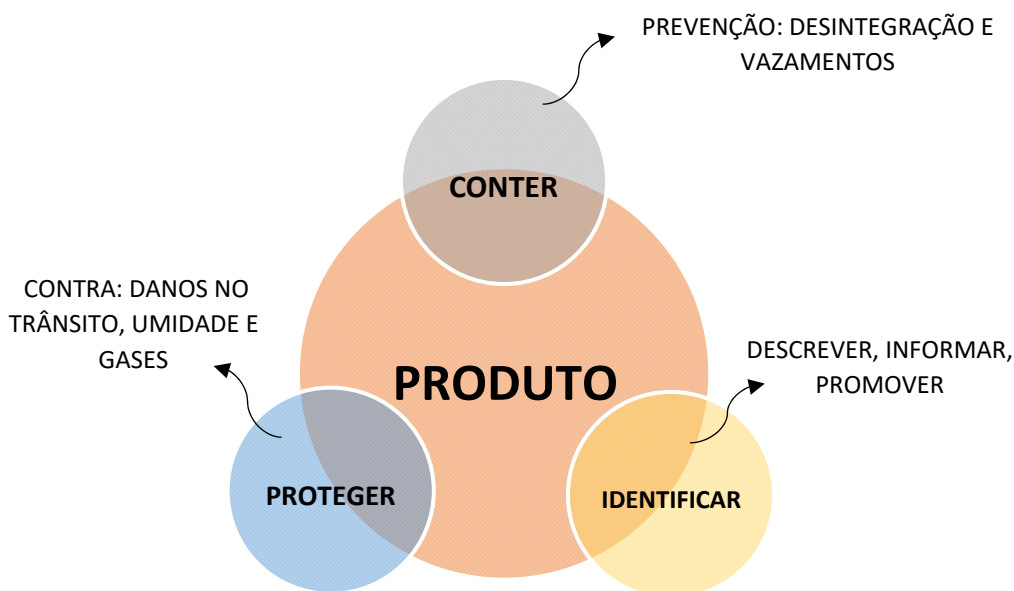 PREVENÇÃO: DESINTEGRAÇÃO E
VAZAMENTOS
CONTER
CONTRA: DANOS NO
TRÂNSITO, UMIDADE E
GASES
PRODUTO
DESCREVER, INFORMAR,
PROMOVER
PROTEGER
IDENTIFICAR